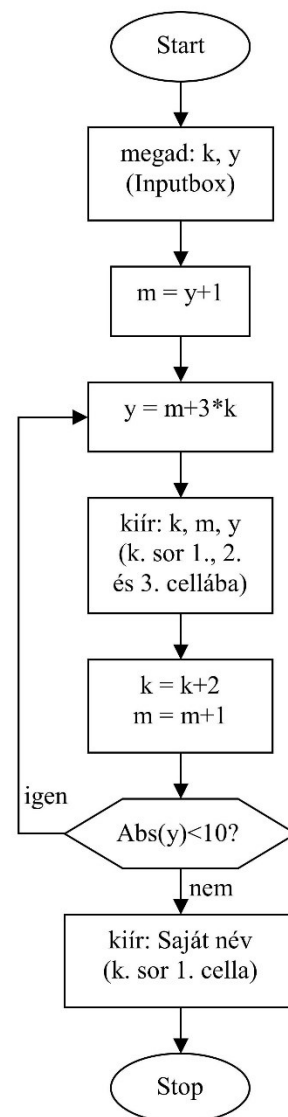 Start
megad: k, y
(Inputbox)
m = y+1
y = m+3*k
kiír: k, m, y
(k. sor 1., 2.
és 3. cellába)
k = k+2
m = m+1
igen
Abs(y)<10?
nem
kiír: Saját név
(k. sor 1. cella)
Stop